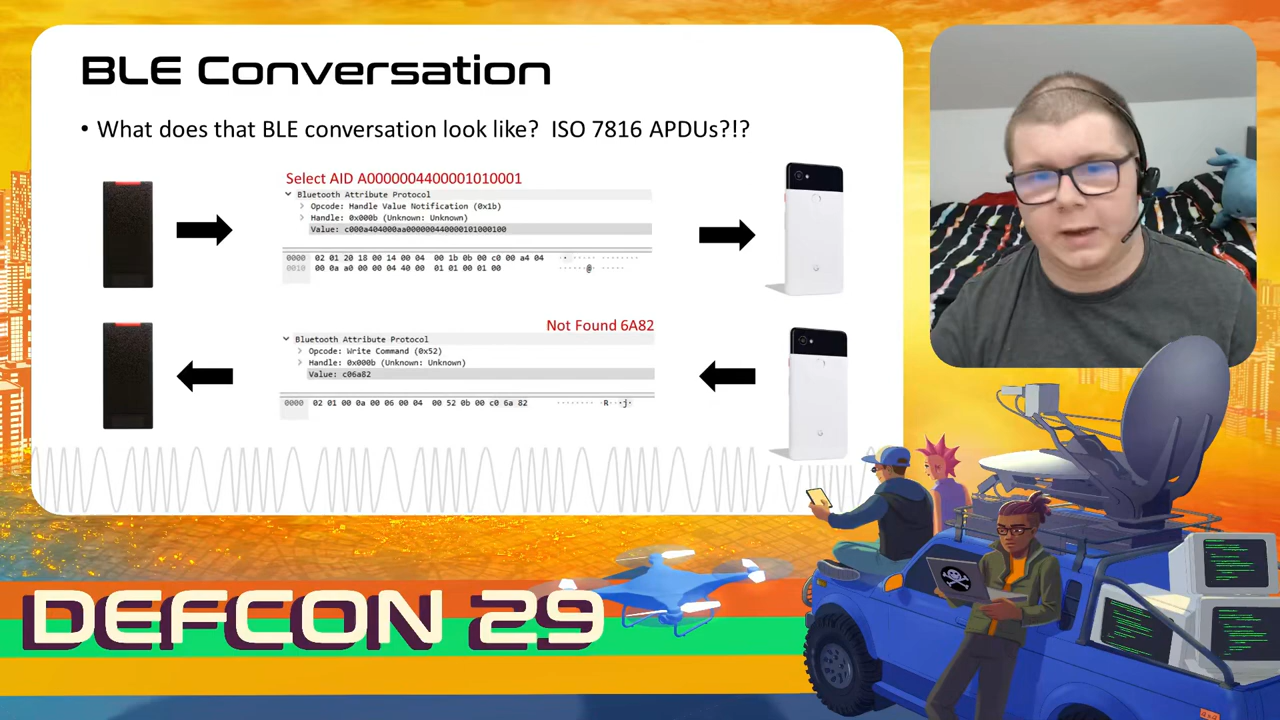 BLE Conversation
• What does that BLE conversation look like? ISO 7816 APDUs?!?
Select AID A0000004400001010001
Bluetooth Attribute Protocol
Opcode: Handle Value Notification (0x1b)
Handle: 0x000b (Unknown: Unknown)
Value: c000a404000aa000000440000101000100
0000 02 01 20 18 00 14 00 04 00 1b 0b 00 c0 00 a4 04
0010 00 0a a0 00 00 04 40 00 01 01 00 01 00 ······@ ·····
Not Found 6A82
Bluetooth Attribute Protocol
Opcode: Write Command (0x52)
Handle: 0x000b (Unknown: Unknown)
Value: c06a82
0000 02 01 00 0a 00 06 00 04 00 52 0b 00 c0 6a 82 ········ ·R··j·
DEFCON 29